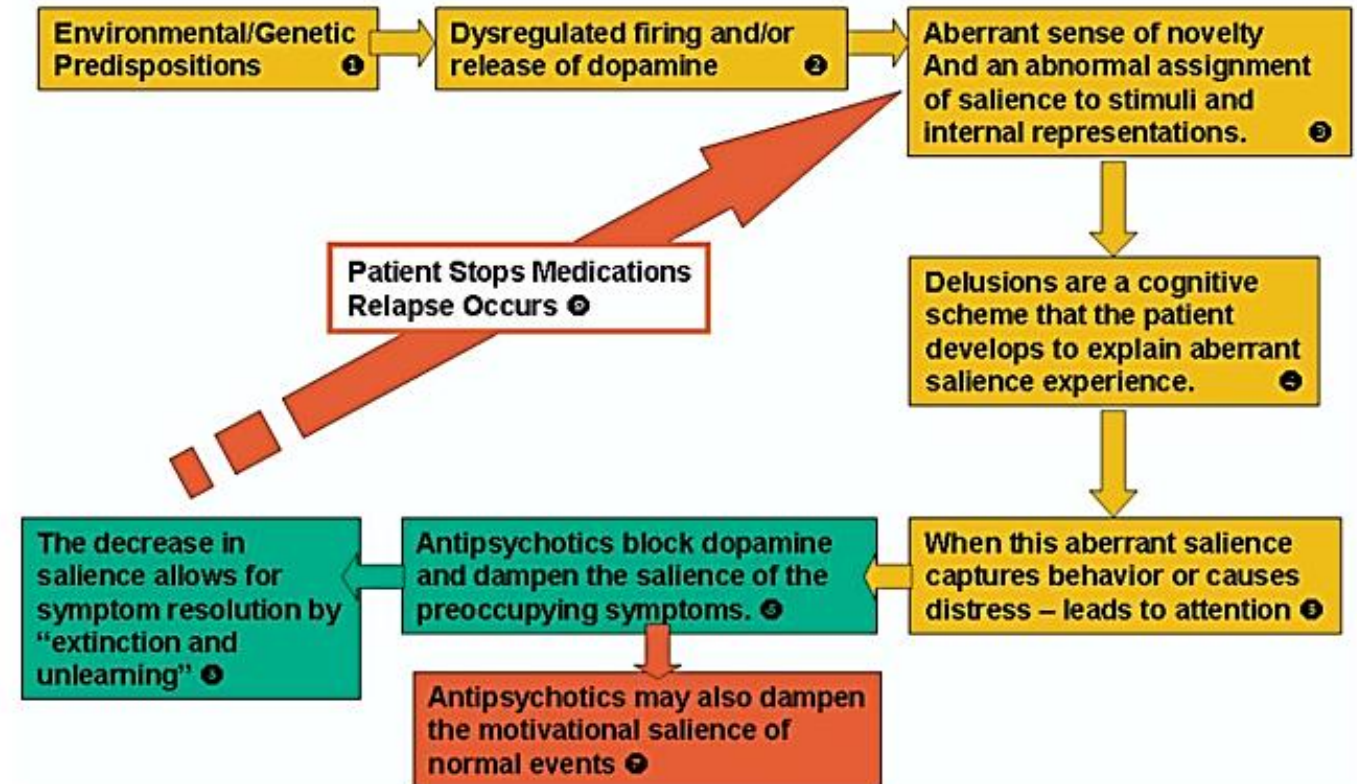 Environmental/Genetic
Predispositions ❶
Dysregulated firing and/or
release of dopamine ❷
Aberrant sense of novelty
And an abnormal assignment
of salience to stimuli and
internal representations. ❸
Patient Stops Medications
Relapse Occurs
Delusions are a cognitive
scheme that the patient
develops to explain aberrant
salience experience. ❹
The decrease in
salience allows for
symptom resolution by
“extinction and
unlearning”
Antipsychotics block dopamine
and dampen the salience of the
preoccupying symptoms.
When this aberrant salience
captures behavior or causes
distress – leads to attention
Antipsychotics may also dampen
the motivational salience of
normal events